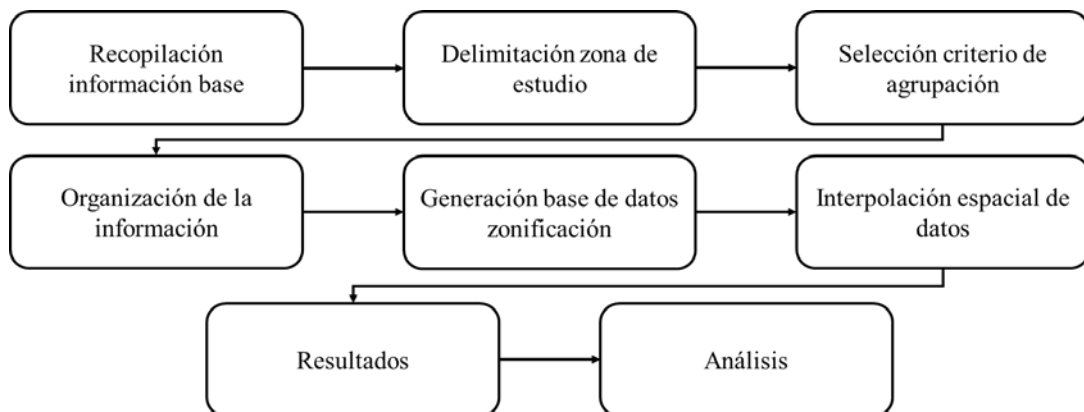 Recopilación
información base
Delimitación zona de
estudio
Selección criterio de
agrupación
Organización de la
información
Generación base de datos
zonificación
Interpolación espacial de
datos
Resultados
Análisis